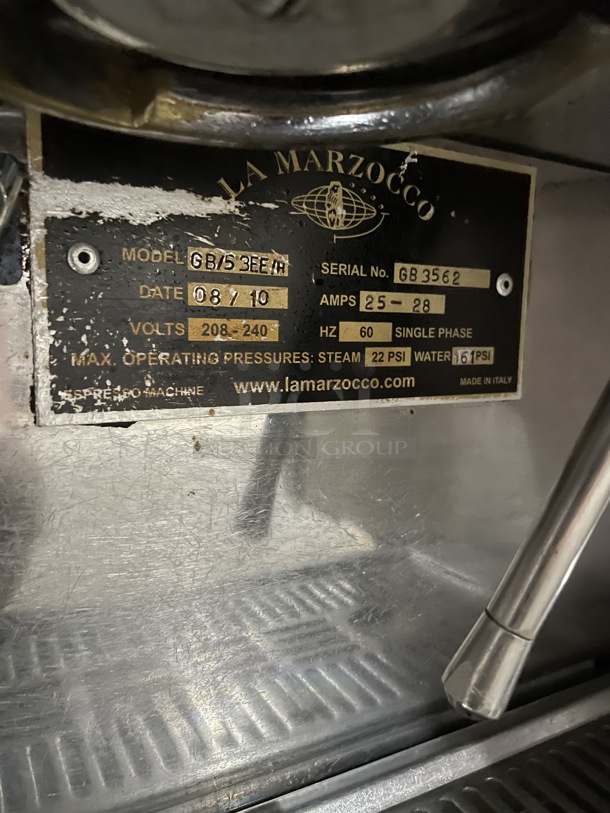 LA MARZOCCO
MODEL GB/5 3EE/H
SERIAL No. GB 3562
DATE 08 / 10
AMPS 25 - 28
VOLTS 208 - 240
HZ 60 SINGLE PHASE
MAX. OPERATING PRESSURES: STEAM 22 PSI WATER 161 PSI
ESPRESSO MACHINE www.lamarzocco.com MADE IN ITALY
GROUP